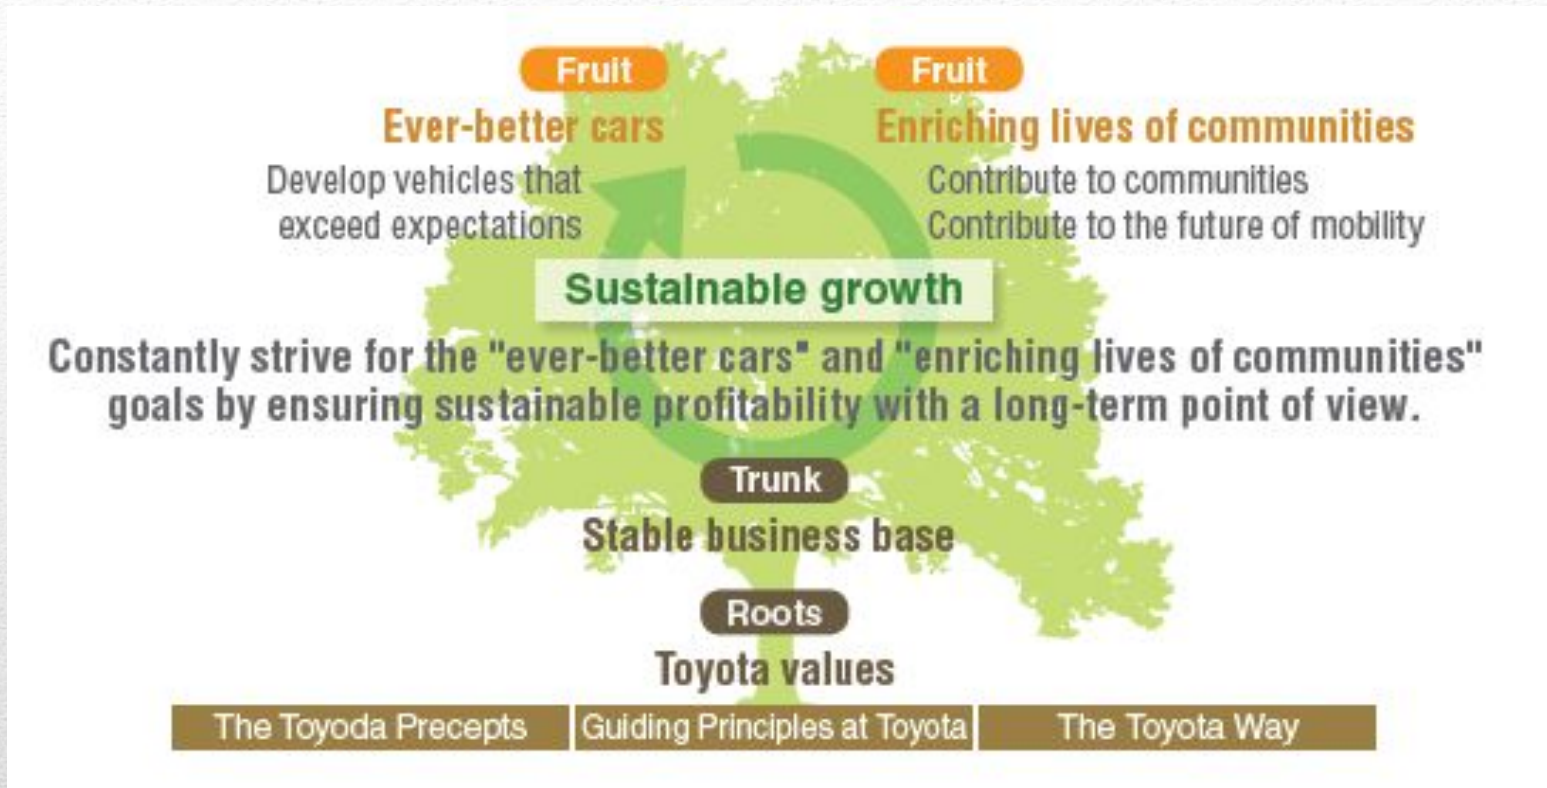 Fruit
Ever-better cars
Develop vehicles that
exceed expectations
Fruit
Enriching lives of communities
Contribute to communities
Contribute to the future of mobility
Sustainable growth
Constantly strive for the "ever-better cars" and "enriching lives of communities"
goals by ensuring sustainable profitability with a long-term point of view.
Trunk
Stable business base
Roots
Toyota values
The Toyoda Precepts
Guiding Principles at Toyota
The Toyota Way